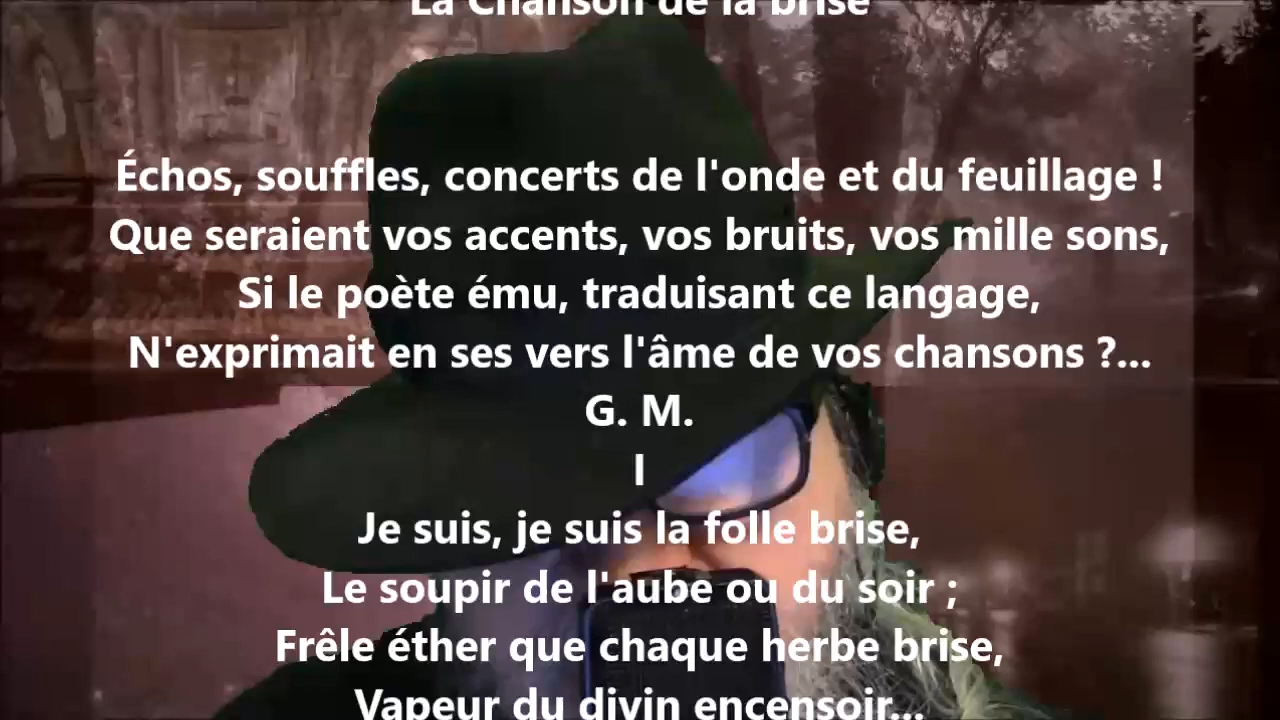 La Chanson de la brise
Échos, souffles, concerts de l'onde et du feuillage !
Que seraient vos accents, vos bruits, vos mille sons,
Si le poète ému, traduisant ce langage,
N'exprimait en ses vers l'âme de vos chansons ?...
G. M.
I
Je suis, je suis la folle brise,
Le soupir de l'aube ou du soir ;
Frêle éther que chaque herbe brise,
Vapeur du divin encensoir...